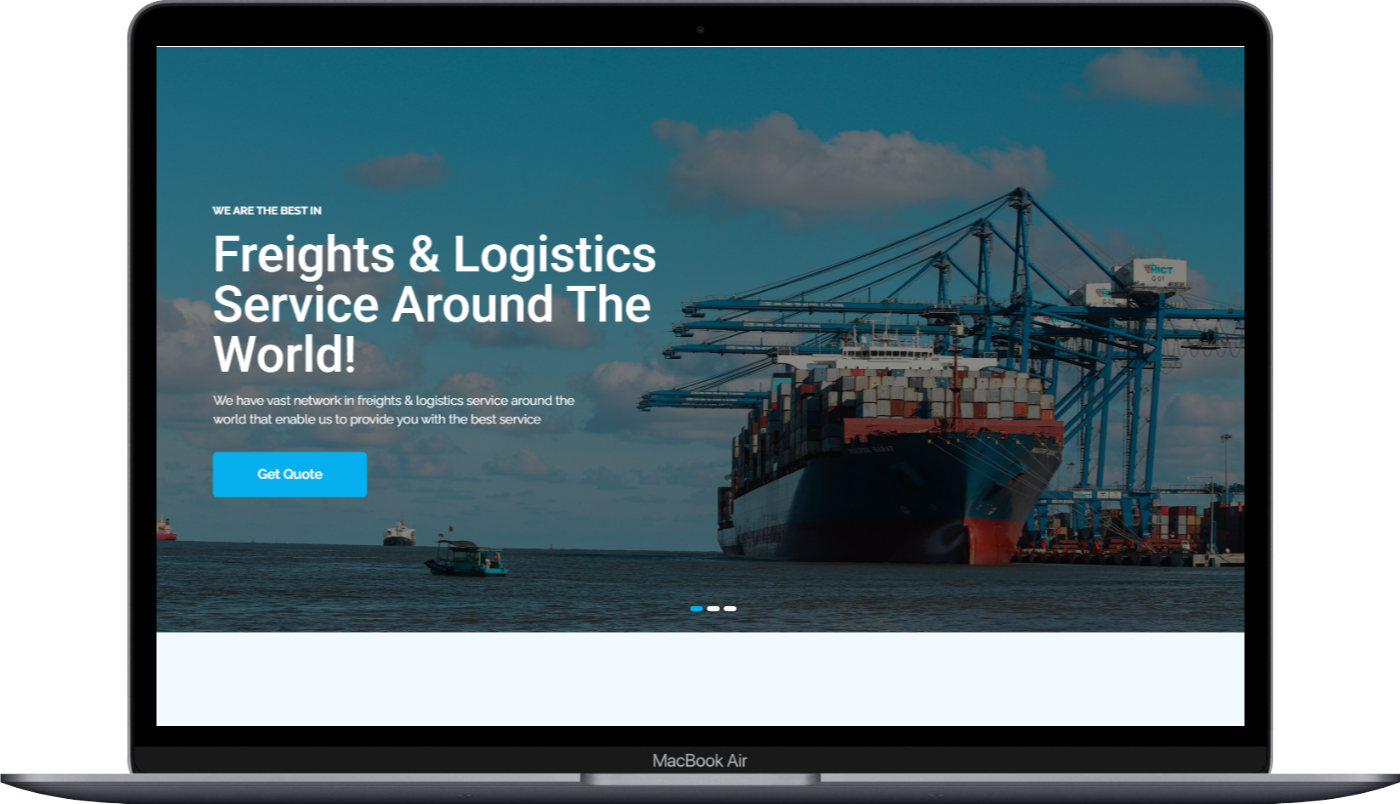 WE ARE THE BEST IN
Freights & Logistics
Service Around The
World!
We have vast network in freights & logistics service around the
world that enable us to provide you with the best service
Get Quote
HICT
MacBook Air